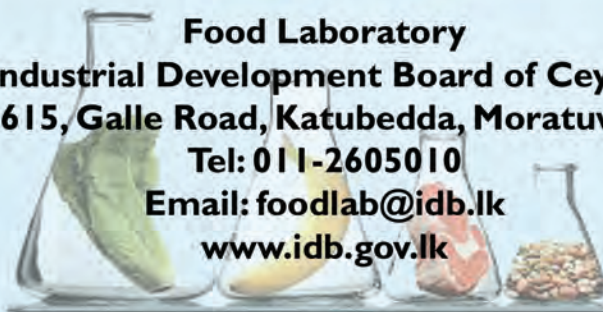 Food Laboratory
ndustrial Development Board of Cey
615, Galle Road, Katubedda, Moratuv
Tel: 011-2605010
Email: foodlab@idb.lk
www.idb.gov.lk